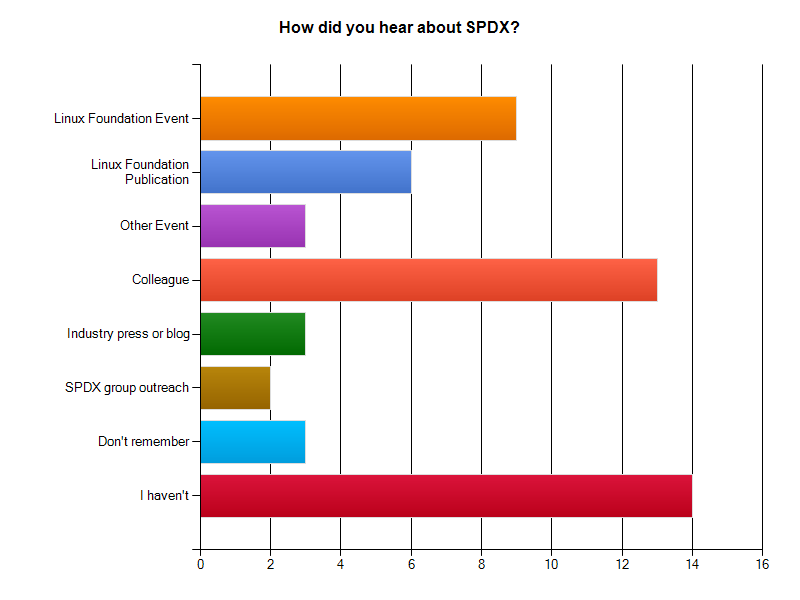 How did you hear about SPDX?
Linux Foundation Event
Linux Foundation
Publication
Other Event
Colleague
Industry press or blog
SPDX group outreach
Don't remember
I haven't
0 2 4 6 8 10 12 14 16